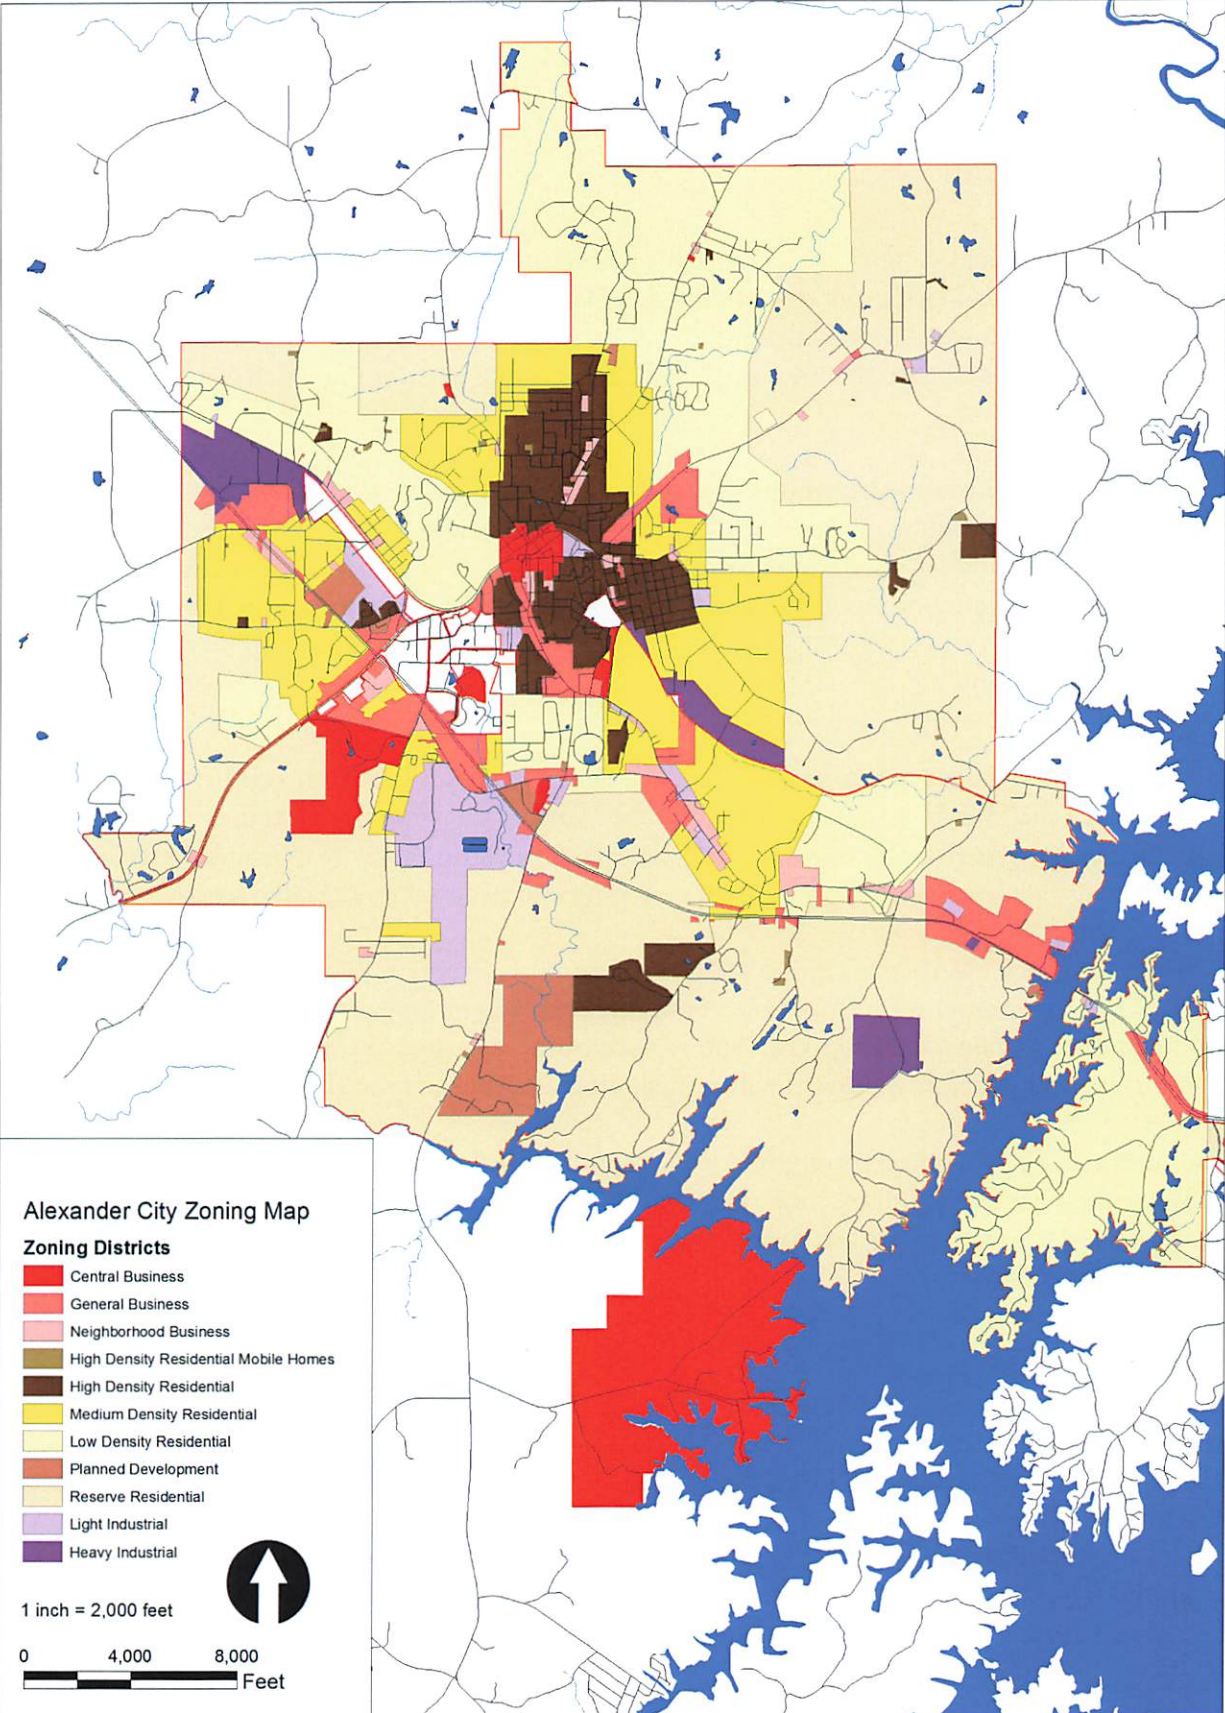 Alexander City Zoning Map
Zoning Districts
Central Business
General Business
Neighborhood Business
High Density Residential Mobile Homes
High Density Residential
Medium Density Residential
Low Density Residential
Planned Development
Reserve Residential
Light Industrial
Heavy Industrial
1 inch = 2,000 feet
0 4,000 8,000
Feet